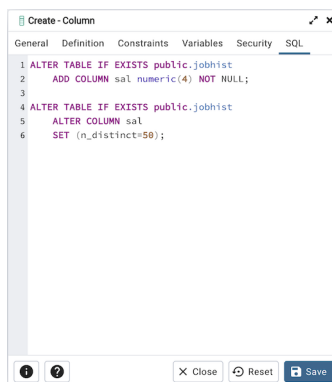 Create - Column
General Definition Constraints Variables Security SQL
1 ALTER TABLE IF EXISTS public.jobhist
2 ADD COLUMN sal numeric(4) NOT NULL;
3
4 ALTER TABLE IF EXISTS public.jobhist
5 ALTER COLUMN sal
6 SET (n_distinct=50);
Close Reset Save